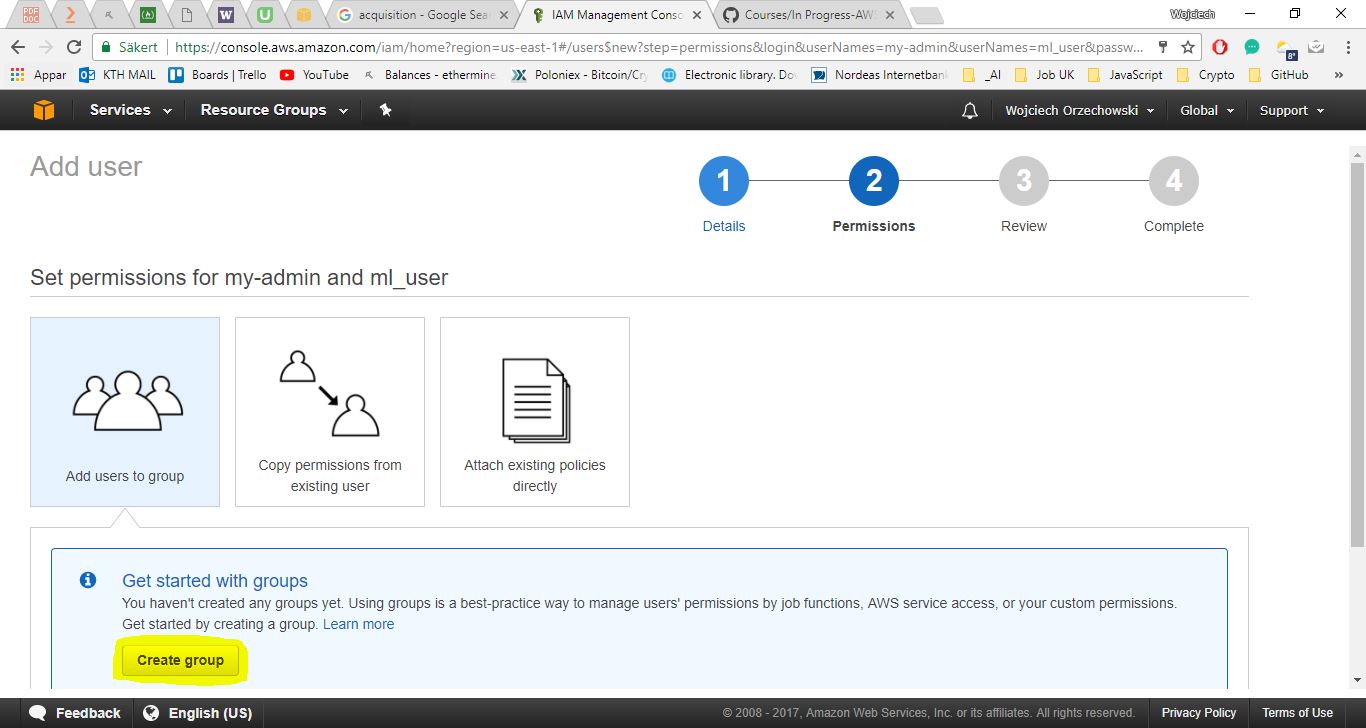 PDF
DOC
W
U
acquisition - Google Sea
IAM Management Conso
Courses/In Progress-AWS
Wojciech
Säkert
https://console.aws.amazon.com/iam/home?region=us-east-1#/users$new?step=permissions&login&userNames=my-admin&userNames=ml_user&passw...
8°
Appar
KTH MAIL
Boards | Trello
YouTube
Balances - ethermine
Poloniex - Bitcoin/Cry
Electronic library. Do
Nordeas Internetbank
_AI
Job UK
JavaScript
Crypto
GitHub
»
Services
Resource Groups
Wojciech Orzechowski
Global
Support
Add user
1
2
3
4
Details
Permissions
Review
Complete
Set permissions for my-admin and ml_user
Add users to group
Copy permissions from
existing user
Attach existing policies
directly
Get started with groups
You haven't created any groups yet. Using groups is a best-practice way to manage users' permissions by job functions, AWS service access, or your custom permissions.
Get started by creating a group. Learn more
Create group
Feedback
English (US)
© 2008 - 2017, Amazon Web Services, Inc. or its affiliates. All rights reserved.
Privacy Policy
Terms of Use